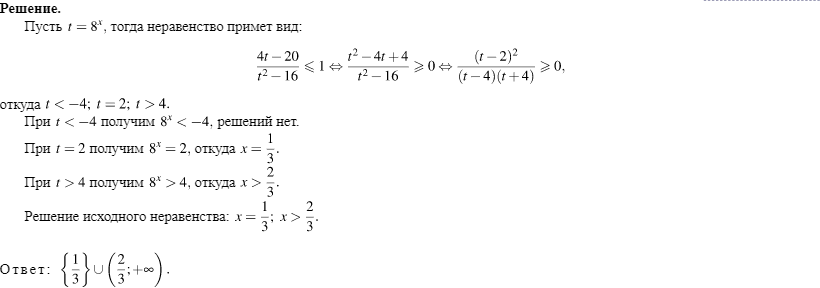 Решение.
Пусть t = 8^x, тогда неравенство примет вид:
(4t − 20)/(t² − 16) ⩽ 1 ⇔ (t² − 4t + 4)/(t² − 16) ⩾ 0 ⇔ (t − 2)²/((t − 4)(t + 4)) ⩾ 0,
откуда t < −4; t = 2; t > 4.
При t < −4 получим 8^x < −4, решений нет.
При t = 2 получим 8^x = 2, откуда x = 1/3.
При t > 4 получим 8^x > 4, откуда x > 2/3.
Решение исходного неравенства: x = 1/3; x > 2/3.
Ответ: {1/3} ∪ (2/3; +∞).